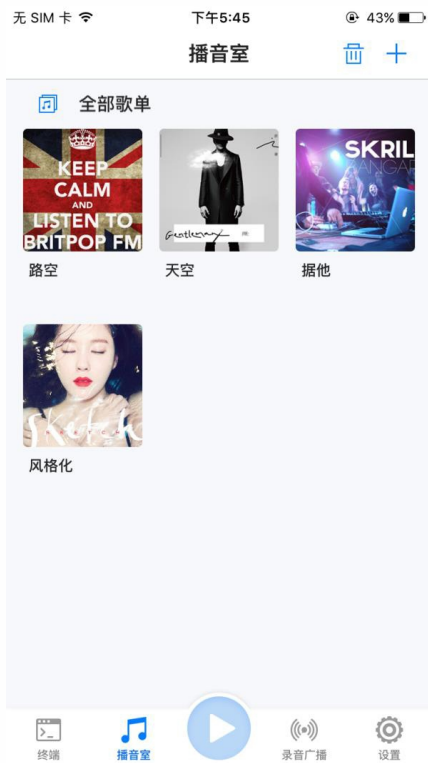 无 SIM 卡
下午5:45
43%
播音室
全部歌单
KEEP
CALM
AND
LISTEN TO
BRITPOP FM
Gentleman
SKRIL
路空
天空
据他
Sketch
风格化
终端
播音室
录音广播
设置